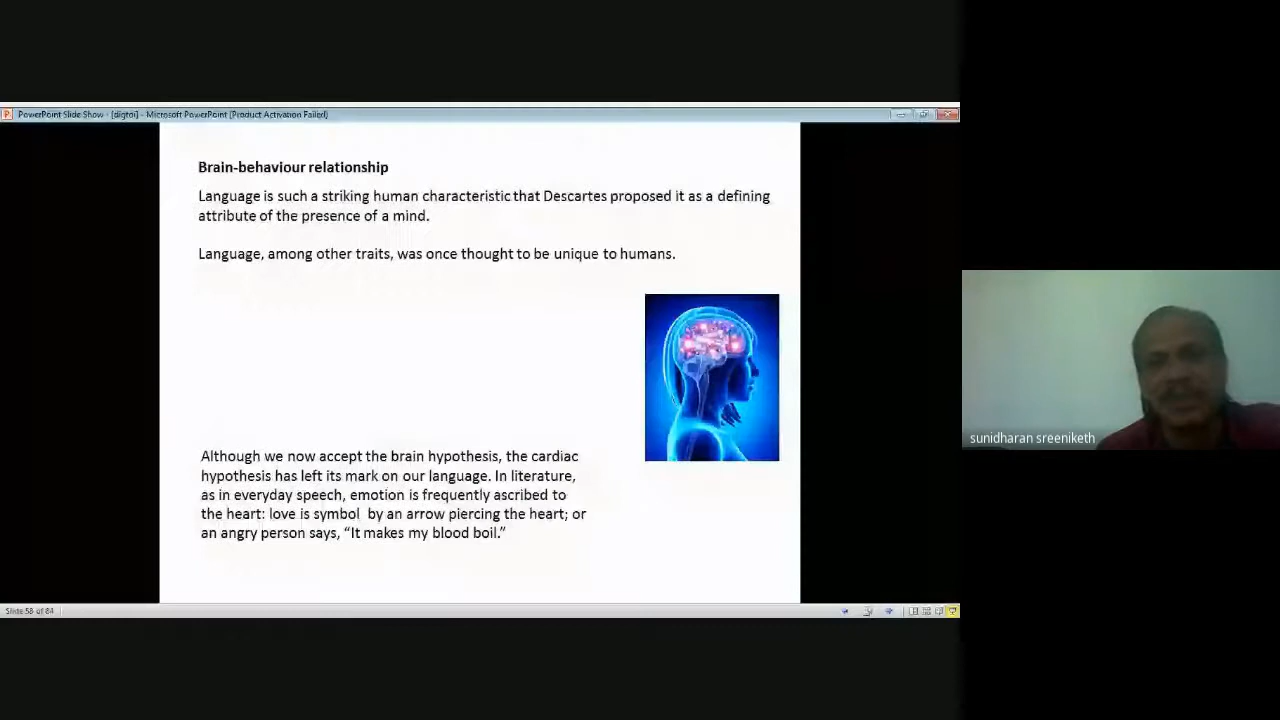 PowerPoint Slide Show - [digtoi] - Microsoft PowerPoint (Product Activation Failed)
Brain-behaviour relationship
Language is such a striking human characteristic that Descartes proposed it as a defining
attribute of the presence of a mind.
Language, among other traits, was once thought to be unique to humans.
Although we now accept the brain hypothesis, the cardiac
hypothesis has left its mark on our language. In literature,
as in everyday speech, emotion is frequently ascribed to
the heart: love is symbol by an arrow piercing the heart; or
an angry person says, “It makes my blood boil.”
sunidharan sreeniketh
Slide 58 of 84